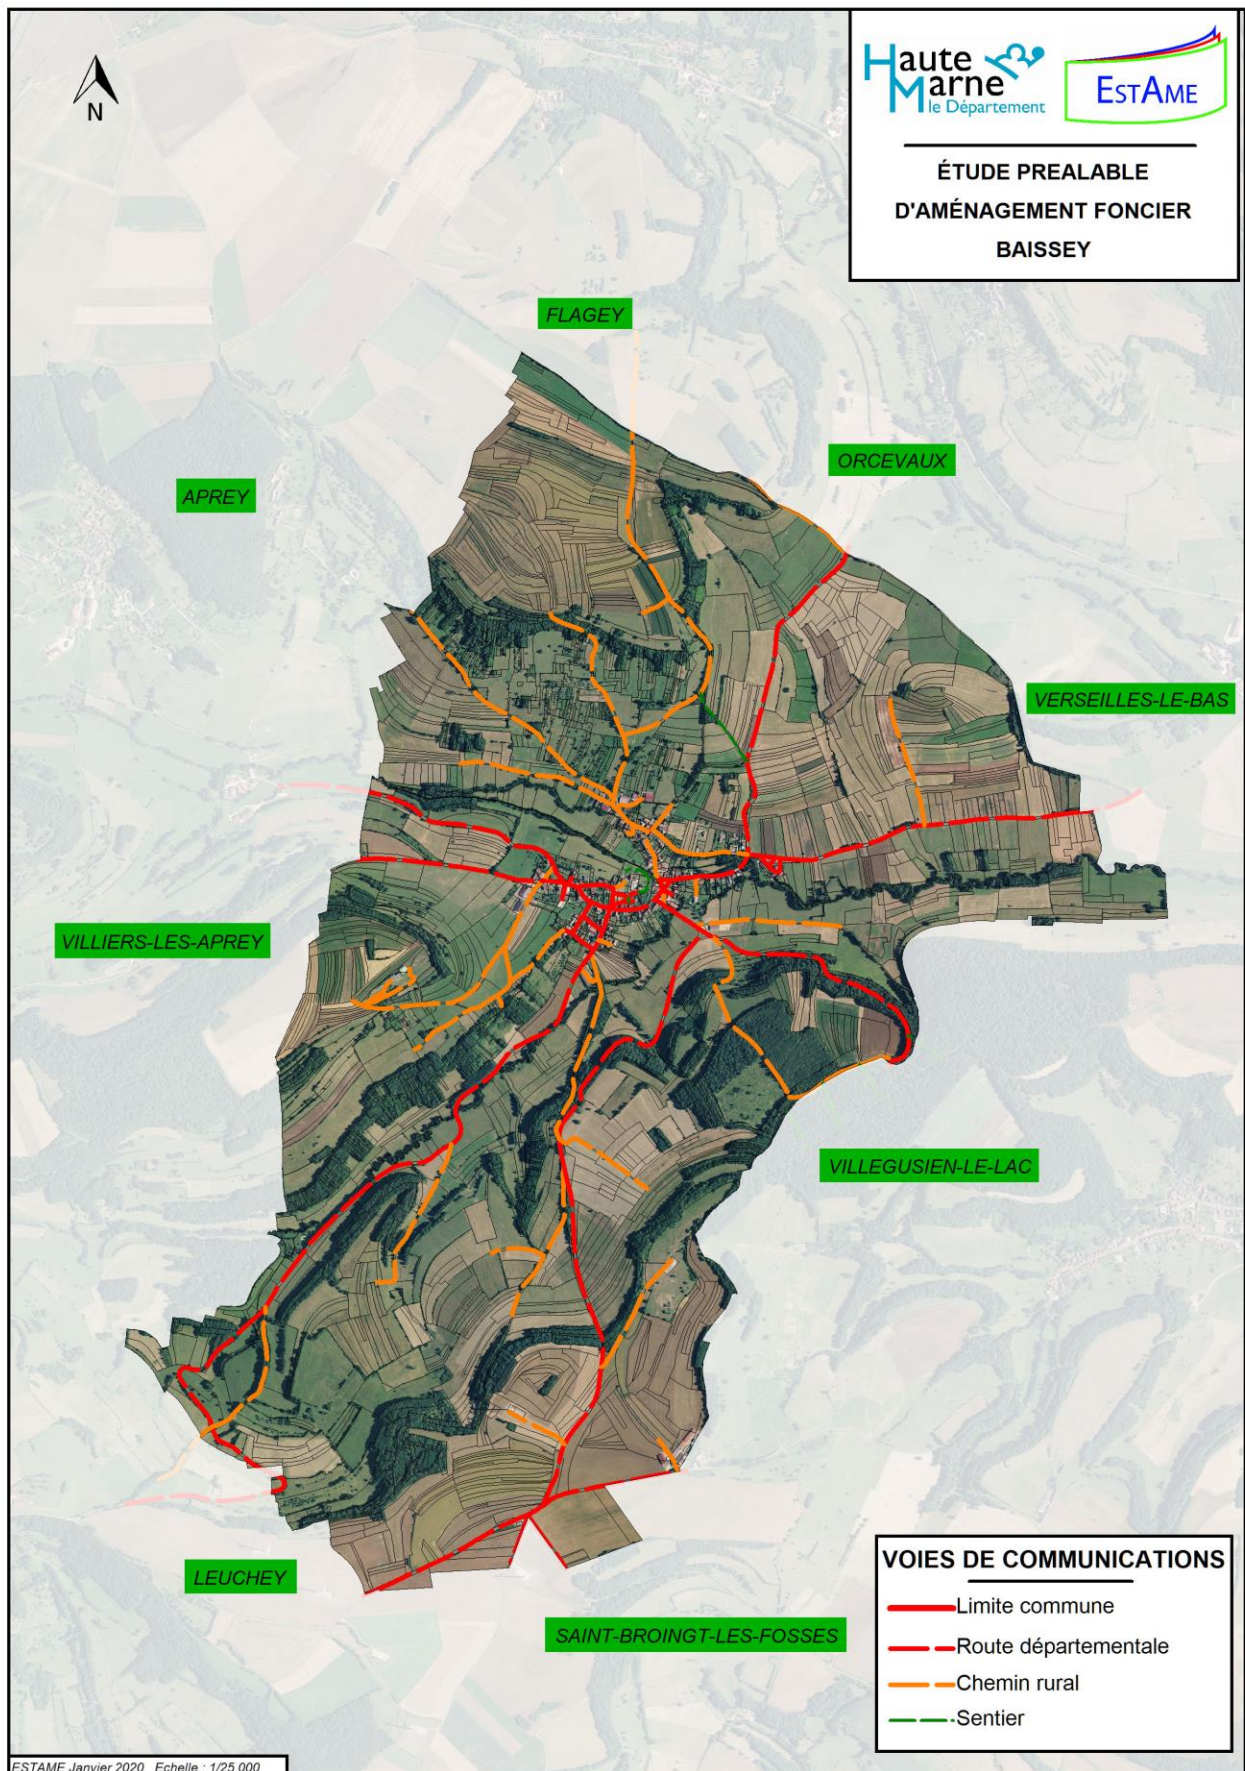 N
Haute
Marne
le Département
ESTAME
ÉTUDE PREALABLE
D'AMÉNAGEMENT FONCIER
BAISSEY
FLAGEY
ORCEVAUX
APREY
VERSEILLES-LE-BAS
VILLIERS-LES-APREY
VILLEGUSIEN-LE-LAC
LEUCHEY
SAINT-BROINGT-LES-FOSSES
VOIES DE COMMUNICATIONS
Limite commune
Route départementale
Chemin rural
Sentier
ESTAME Janvier 2020 Echelle : 1/25 000